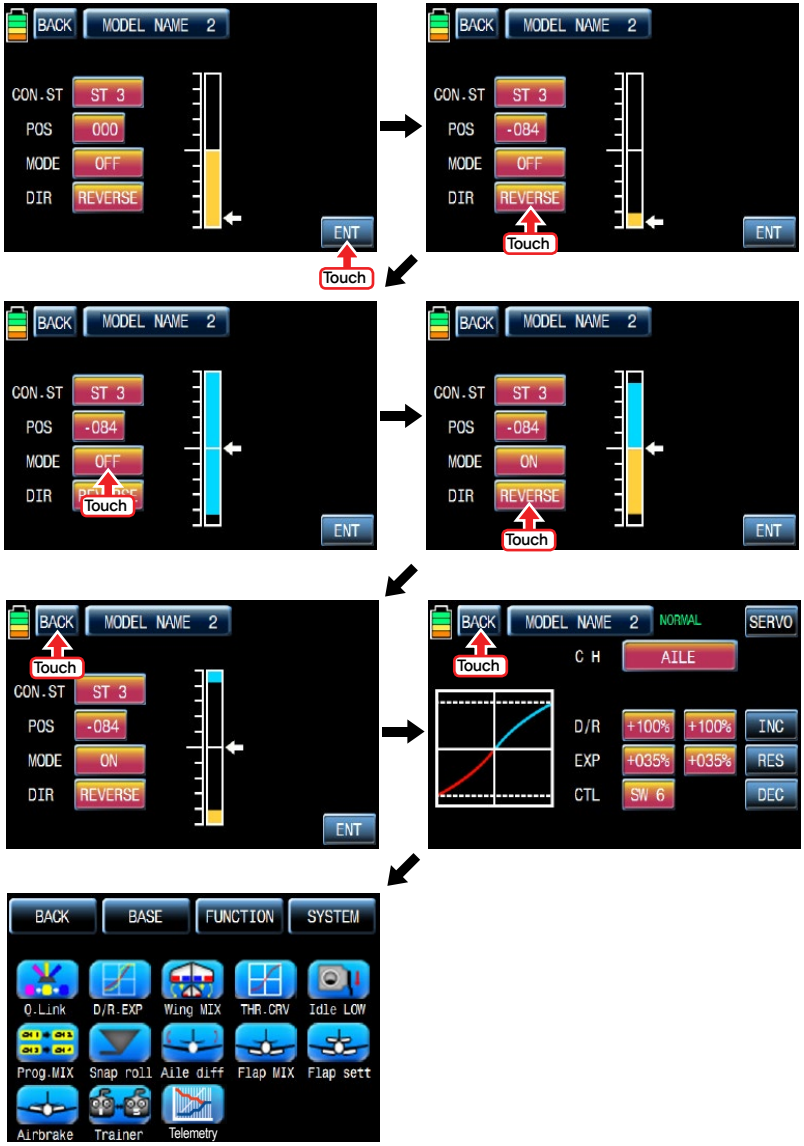 BACK MODEL NAME 2
CON.ST ST 3
POS 000
MODE OFF
DIR REVERSE
ENT
Touch
BACK MODEL NAME 2
CON.ST ST 3
POS -084
MODE OFF
DIR REVERSE
Touch
ENT
BACK MODEL NAME 2
CON.ST ST 3
POS -084
MODE OFF
DIR REVERSE
Touch
ENT
BACK MODEL NAME 2
CON.ST ST 3
POS -084
MODE ON
DIR REVERSE
Touch
ENT
BACK MODEL NAME 2
Touch
CON.ST ST 3
POS -084
MODE ON
DIR REVERSE
ENT
BACK MODEL NAME 2 NORMAL SERVO
Touch
C H AILE
D/R +100% +100% INC
EXP +035% +035% RES
CTL SW 6 DEC
BACK BASE FUNCTION SYSTEM
Q.Link D/R.EXP Wing MIX THR.CRV Idle LOW
CH1 CH2
CH3 CH4
Prog.MIX Snap roll Aile diff Flap MIX Flap sett
Airbrake Trainer Telemetry